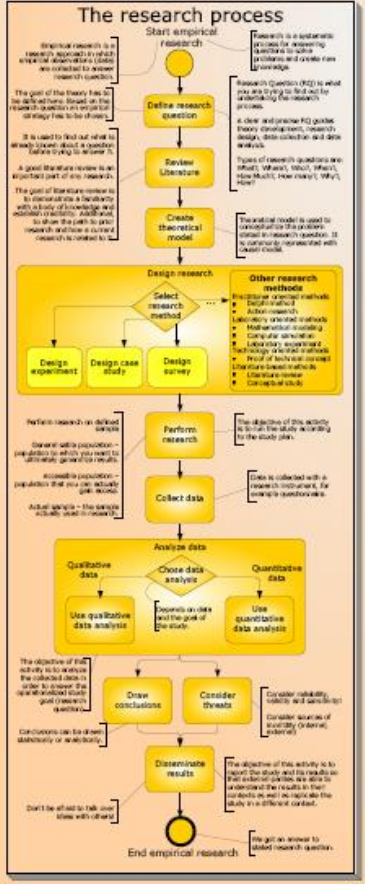 The research process
Start empirical
research
Empirical research is a
research approach in which
empirical observations (data)
are collected to answer
research question.
Research is a systematic
process for answering
questions to solve
problems and create new
knowledge.
The goal of the theory has to
be defined here. Based on the
research question an empirical
strategy has to be chosen.
Define research
question
Research Question (RQ) is what
you are trying to find out by
undertaking the research
process.
A clear and precise RQ guides
theory development, research
design, data collection and data
analysis.
Types of research questions are:
What?, Where?, Who?, When?,
How Much?, How many?, Why?,
How?
It is used to find out what is
already known about a question
before trying to answer it.
A good literature review is an
important part of any research.
The goal of literature review is
to demonstrate a familiarity
with a body of knowledge and
establish credibility. Additional,
to show the path to prior
research and how a current
research is related to it.
Review
Literature
Create
theoretical
model
Theoretical model is used to
conceptualize the problem
stated in research question. It
is commonly represented with
causal model.
Design research
Select
research
method
...
Design
experiment
Design case
study
Design
survey
Other research
methods
Practitioner oriented methods
Delphi method
Action research
Laboratory oriented methods
Mathematical modeling
Computer simulation
Laboratory experiment
Technology oriented methods
Proof of technical concept
Literature based methods
Literature review
Conceptual study
Perform research on defined
sample
Generalisable population –
population to which you want to
ultimately generalize results.
Accessible population –
population that you can actually
gain access.
Actual sample – the sample
actually used in research.
Perform
research
The objective of this activity
is to run the study according
to the study plan.
Collect data
Data is collected with a
research instrument, for
example questionnaire.
Analyze data
Qualitative
data
Chose data
analysis
Quantitative
data
Use qualitative
data analysis
Depends on data
and the goal of
the study.
Use
quantitative
data analysis
The objective of this
activity is to analyze
the collected data in
order to answer the
operationalized study
goal (research
question)
Conclusions can be drawn
statistically or analytically.
Draw
conclusions
Consider
threats
Consider reliability,
validity and sensitivity!
Consider sources of
invalidity (internal,
external)
Disseminate
results
The objective of this activity is to
report the study and its results so
that external parties are able to
understand the results in their
contexts as well as replicate the
study in a different context.
Don't be afraid to talk over
ideas with others!
End empirical research
We got an answer to
stated research question.